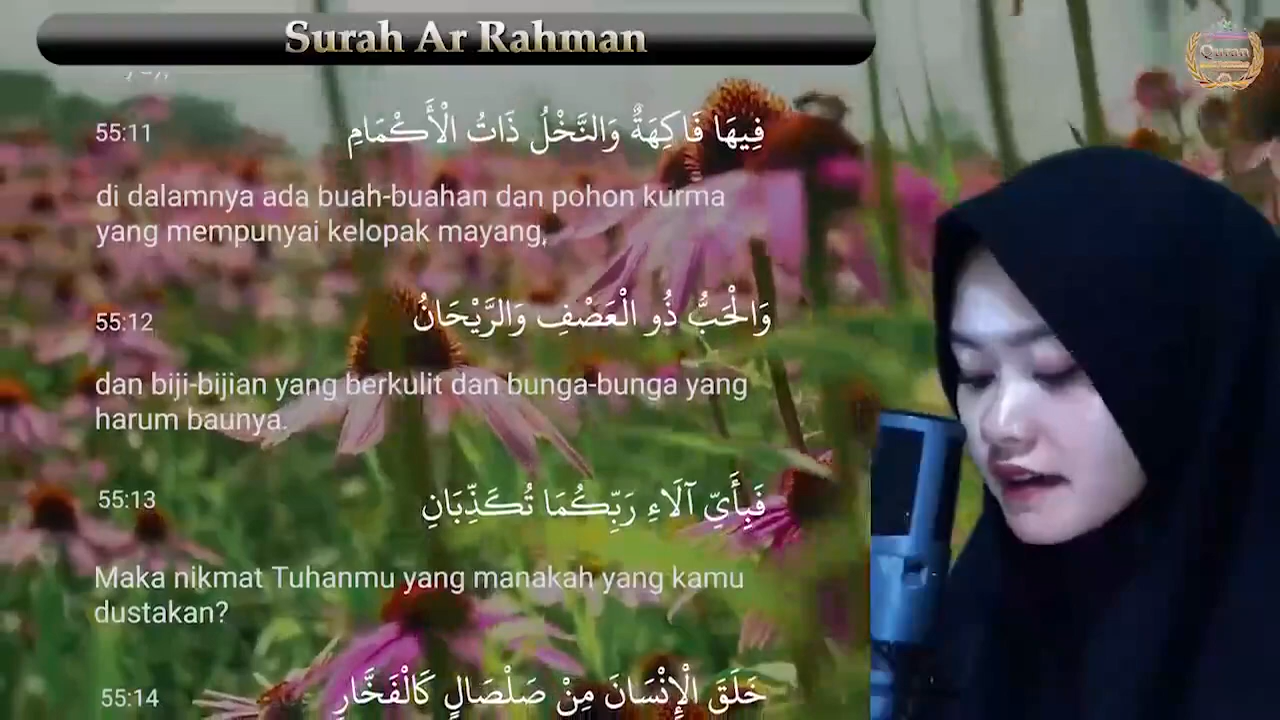 Surah Ar Rahman
Quran
55:11
فِيهَا فَاكِهَةٌ وَالنَّخْلُ ذَاتُ الْأَكْمَامِ
di dalamnya ada buah-buahan dan pohon kurma
yang mempunyai kelopak mayang,
55:12
وَالْحَبُّ ذُو الْعَصْفِ وَالرَّيْحَانُ
dan biji-bijian yang berkulit dan bunga-bunga yang
harum baunya.
55:13
فَبِأَيِّ آلَاءِ رَبِّكُمَا تُكَذِّبَانِ
Maka nikmat Tuhanmu yang manakah yang kamu
dustakan?
55:14
خَلَقَ الْإِنْسَانَ مِنْ صَلْصَالٍ كَالْفَخَّارِ